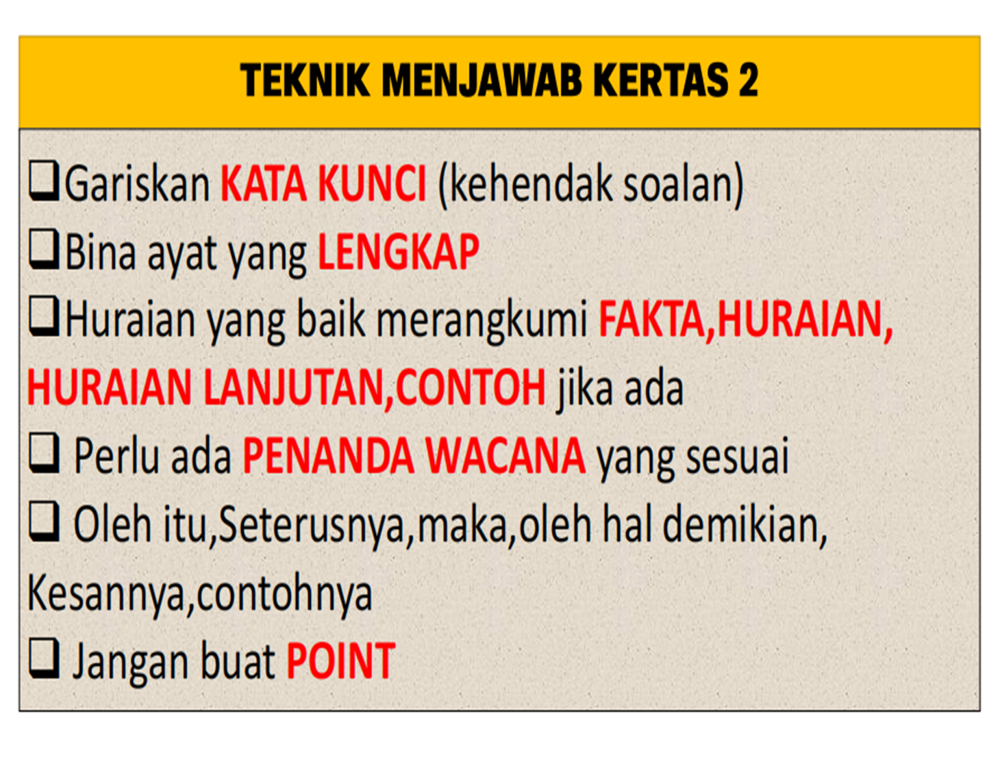 TEKNIK MENJAWAB KERTAS 2
❑Gariskan KATA KUNCI (kehendak soalan)
❑Bina ayat yang LENGKAP
❑Huraian yang baik merangkumi FAKTA,HURAIAN,
HURAIAN LANJUTAN,CONTOH jika ada
❑ Perlu ada PENANDA WACANA yang sesuai
❑ Oleh itu,Seterusnya,maka,oleh hal demikian,
Kesannya,contohnya
❑ Jangan buat POINT